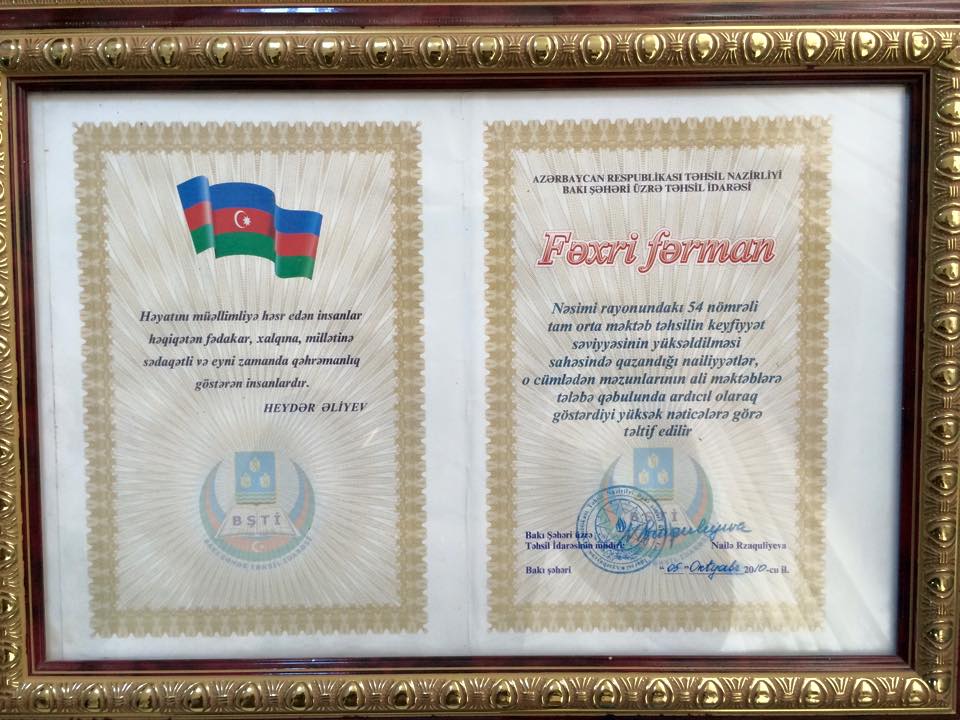 Həyatını müəllimliyə həsr edən insanlar
həqiqətən fədakar, xalqına, millətinə
sədaqətli və eyni zamanda qəhrəmanlıq
göstərən insanlardır.
HEYDƏR ƏLİYEV
BŞTİ
AZƏRBAYCAN RESPUBLİKASI TƏHSİL NAZİRLİYİ
BAKI ŞƏHƏRİ ÜZRƏ TƏHSİL İDARƏSİ
Fəxri fərman
Nəsimi rayonundakı 54 nömrəli
tam orta məktəb təhsilin keyfiyyət
səviyyəsinin yüksəldilməsi
sahəsində qazandığı nailiyyətlər,
o cümlədən məzunlarının ali məktəblərə
tələbə qəbulunda ardıcıl olaraq
göstərdiyi yüksək nəticələrə görə
təltif edilir
Bakı Şəhəri üzrə
Təhsil İdarəsinin müdiri Nailə Rzaquliyeva
Bakı şəhəri "05" Oktyabr 2010-cu il.